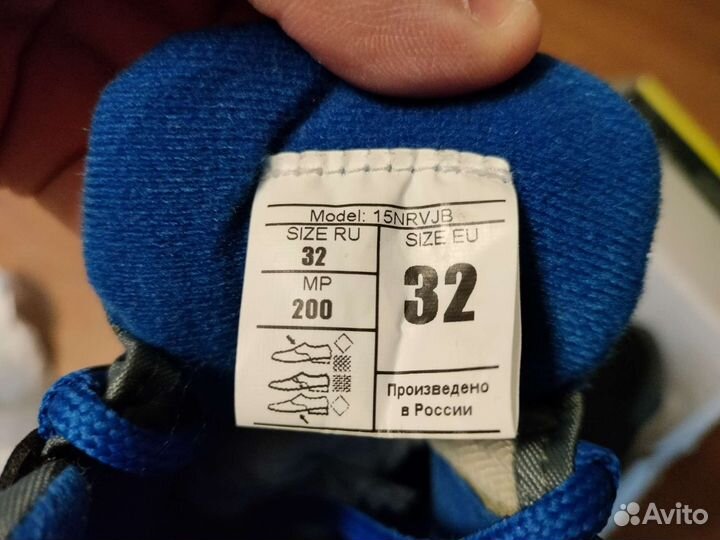 Model: 15NRVJB
SIZE RU
32
MP
200
SIZE EU
32
Произведено
в России
Avito